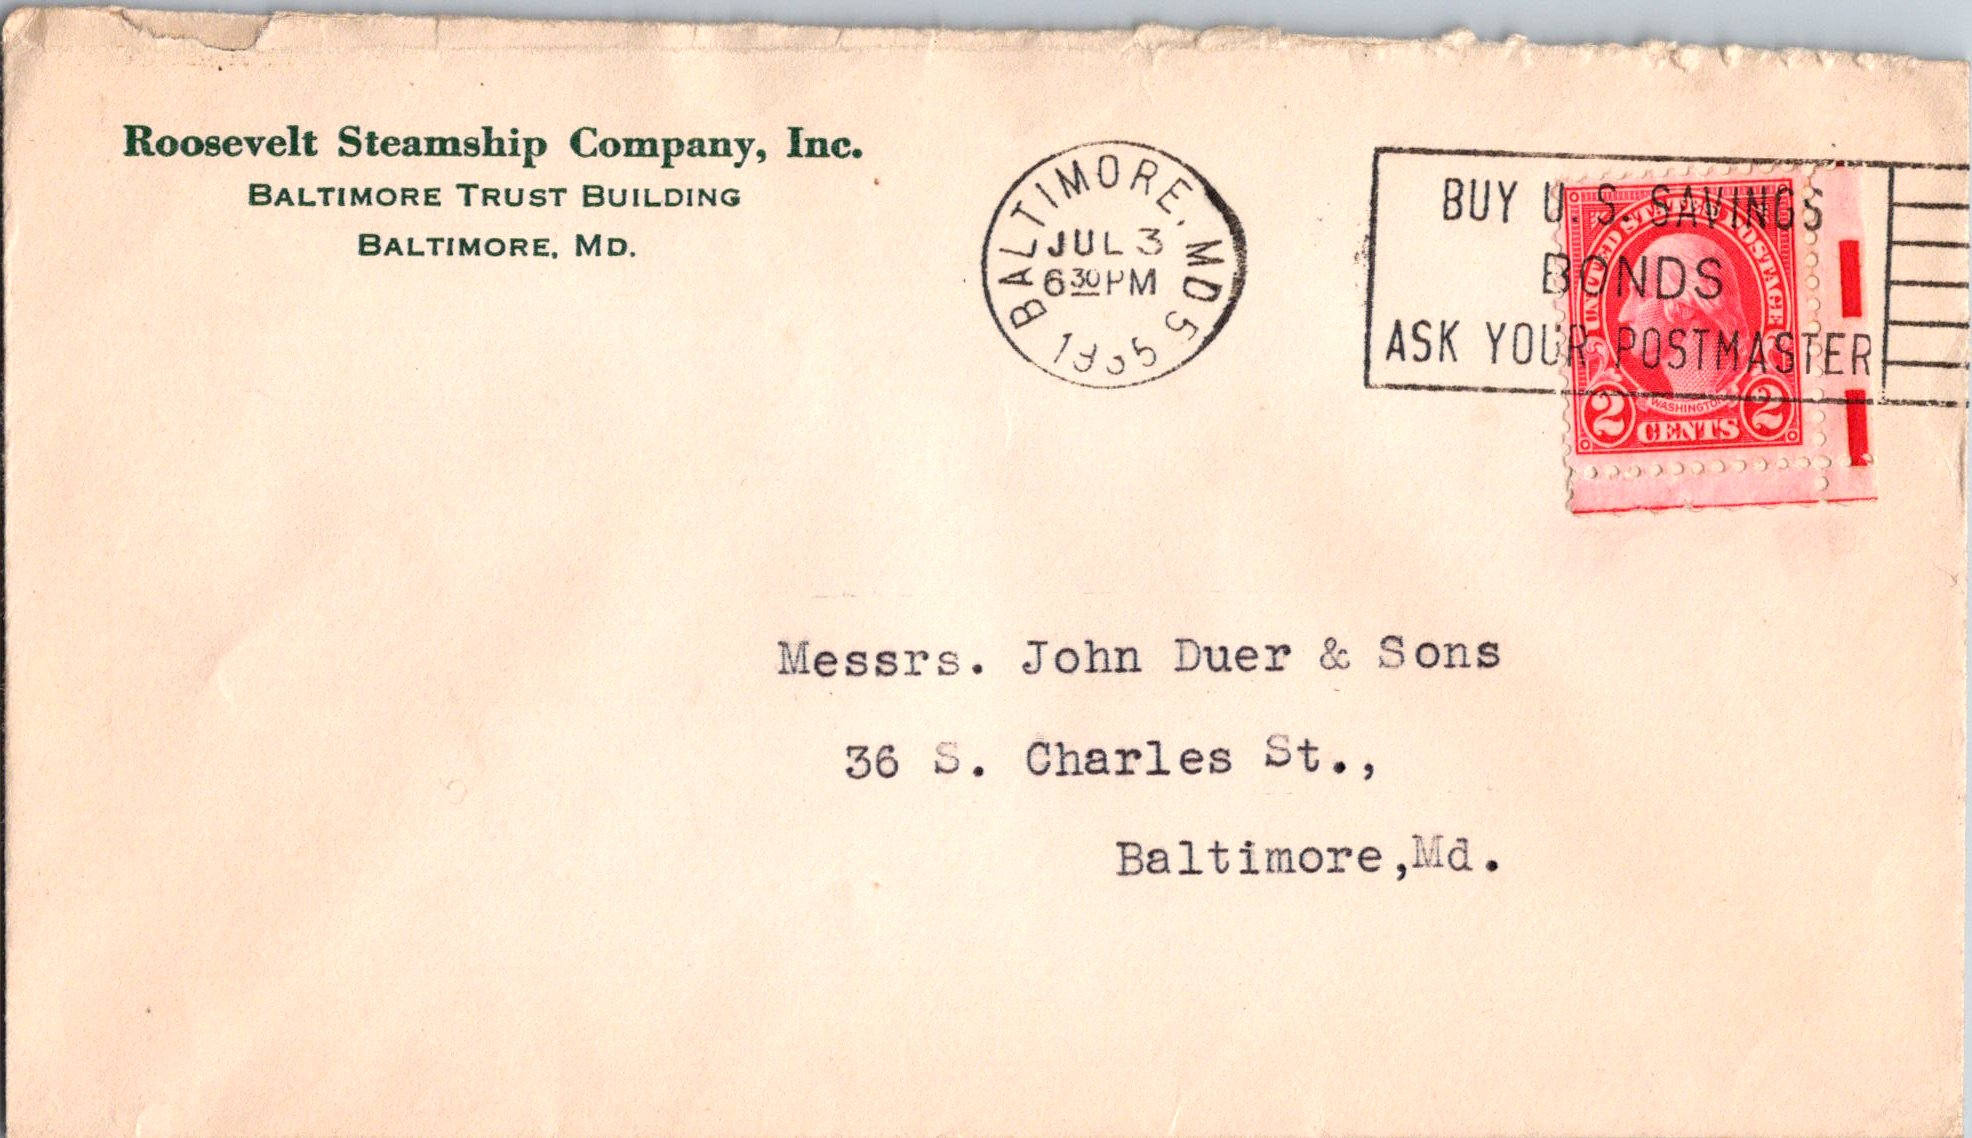 Roosevelt Steamship Company, Inc.
BALTIMORE TRUST BUILDING
BALTIMORE, MD.
BALTIMORE, MD 5
JUL 3
6 30 PM
1935
BUY U.S. SAVINGS
BONDS
ASK YOUR POSTMASTER
UNITED STATES POSTAGE
WASHINGTON
2 CENTS 2
Messrs. John Duer & Sons
36 S. Charles St.,
Baltimore,Md.